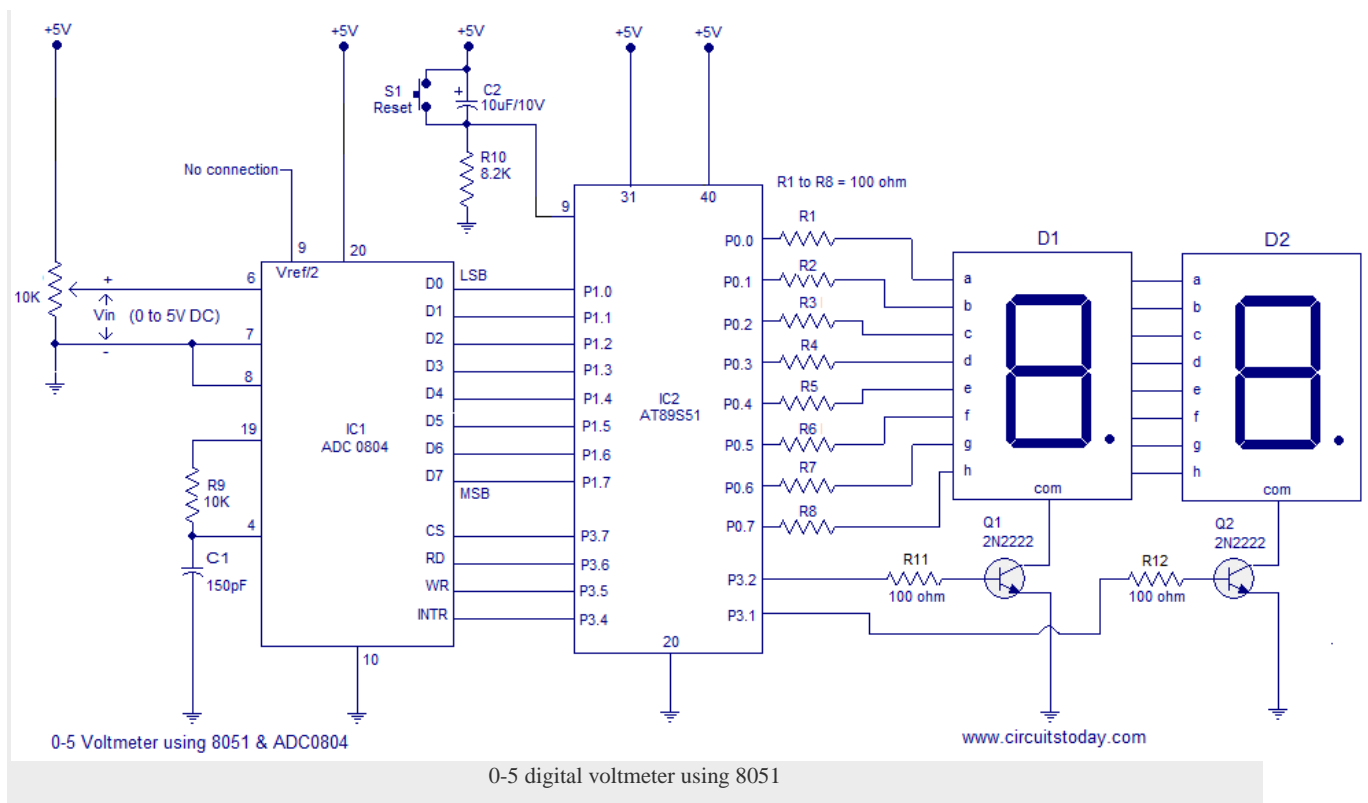 +5V
+5V
+5V
+5V
+5V
S1
Reset
+
C2
10uF/10V
R10
8.2K
No connection
R1 to R8 = 100 ohm
9
20
Vref/2
10K
+
Vin
-
(0 to 5V DC)
6
7
8
19
R9
10K
4
C1
150pF
IC1
ADC 0804
10
D0
LSB
D1
D2
D3
D4
D5
D6
D7
MSB
CS
RD
WR
INTR
9
31
40
P1.0
P1.1
P1.2
P1.3
P1.4
P1.5
P1.6
P1.7
P3.7
P3.6
P3.5
P3.4
IC2
AT89S51
20
P0.0
P0.1
P0.2
P0.3
P0.4
P0.5
P0.6
P0.7
P3.2
P3.1
R1
R2
R3
R4
R5
R6
R7
R8
R11
100 ohm
D1
a
b
c
d
e
f
g
h
com
Q1
2N2222
R12
100 ohm
D2
a
b
c
d
e
f
g
h
com
Q2
2N2222
0-5 Voltmeter using 8051 & ADC0804
www.circuitstoday.com
0-5 digital voltmeter using 8051